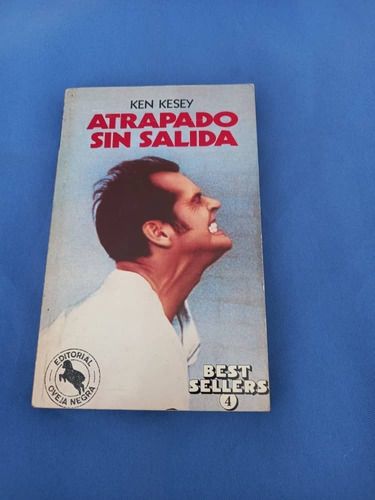 KEN KESEY
ATRAPADO
SIN SALIDA
EDITORIAL
OVEJA NEGRA
BEST
SELLERS
4